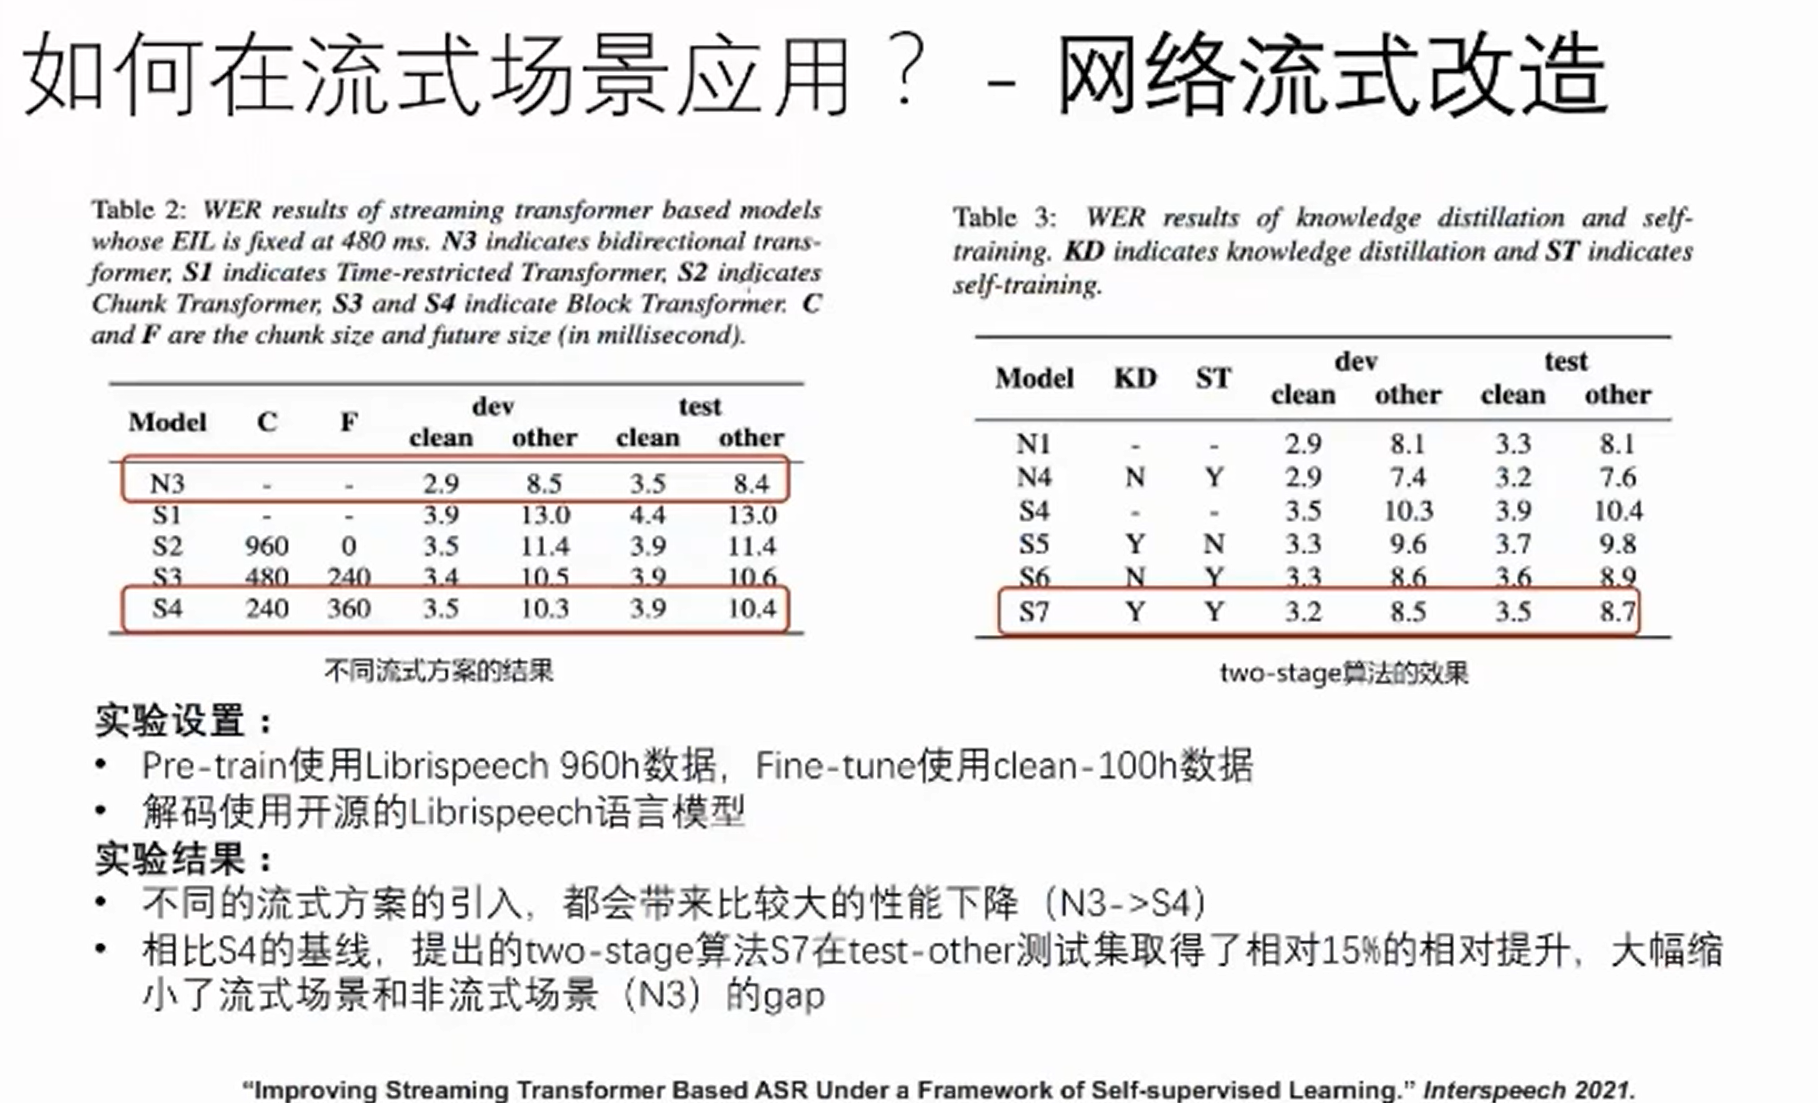 如何在流式场景应用？ - 网络流式改造
Table 2: WER results of streaming transformer based models
whose EIL is fixed at 480 ms. N3 indicates bidirectional trans-
former, S1 indicates Time-restricted Transformer, S2 indicates
Chunk Transformer, S3 and S4 indicate Block Transformer. C
and F are the chunk size and future size (in millisecond).
Model C F dev test
clean other clean other
N3 - - 2.9 8.5 3.5 8.4
S1 - - 3.9 13.0 4.4 13.0
S2 960 0 3.5 11.4 3.9 11.4
S3 480 240 3.4 10.5 3.9 10.6
S4 240 360 3.5 10.3 3.9 10.4
不同流式方案的结果
Table 3: WER results of knowledge distillation and self-
training. KD indicates knowledge distillation and ST indicates
self-training.
Model KD ST dev test
clean other clean other
N1 - - 2.9 8.1 3.3 8.1
N4 N Y 2.9 7.4 3.2 7.6
S4 - - 3.5 10.3 3.9 10.4
S5 Y N 3.3 9.6 3.7 9.8
S6 N Y 3.3 8.6 3.6 8.9
S7 Y Y 3.2 8.5 3.5 8.7
two-stage算法的效果
实验设置：
• Pre-train使用Librispeech 960h数据，Fine-tune使用clean-100h数据
• 解码使用开源的Librispeech语言模型
实验结果：
• 不同的流式方案的引入，都会带来比较大的性能下降（N3->S4）
• 相比S4的基线，提出的two-stage算法S7在test-other测试集取得了相对15%的相对提升，大幅缩
小了流式场景和非流式场景（N3）的gap
“Improving Streaming Transformer Based ASR Under a Framework of Self-supervised Learning.” Interspeech 2021.